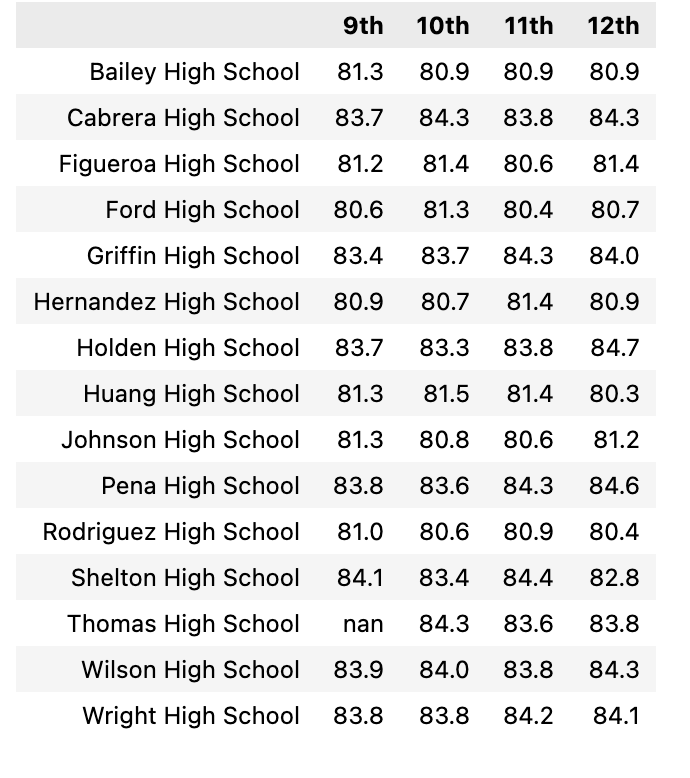 9th 10th 11th 12th
Bailey High School 81.3 80.9 80.9 80.9
Cabrera High School 83.7 84.3 83.8 84.3
Figueroa High School 81.2 81.4 80.6 81.4
Ford High School 80.6 81.3 80.4 80.7
Griffin High School 83.4 83.7 84.3 84.0
Hernandez High School 80.9 80.7 81.4 80.9
Holden High School 83.7 83.3 83.8 84.7
Huang High School 81.3 81.5 81.4 80.3
Johnson High School 81.3 80.8 80.6 81.2
Pena High School 83.8 83.6 84.3 84.6
Rodriguez High School 81.0 80.6 80.9 80.4
Shelton High School 84.1 83.4 84.4 82.8
Thomas High School nan 84.3 83.6 83.8
Wilson High School 83.9 84.0 83.8 84.3
Wright High School 83.8 83.8 84.2 84.1